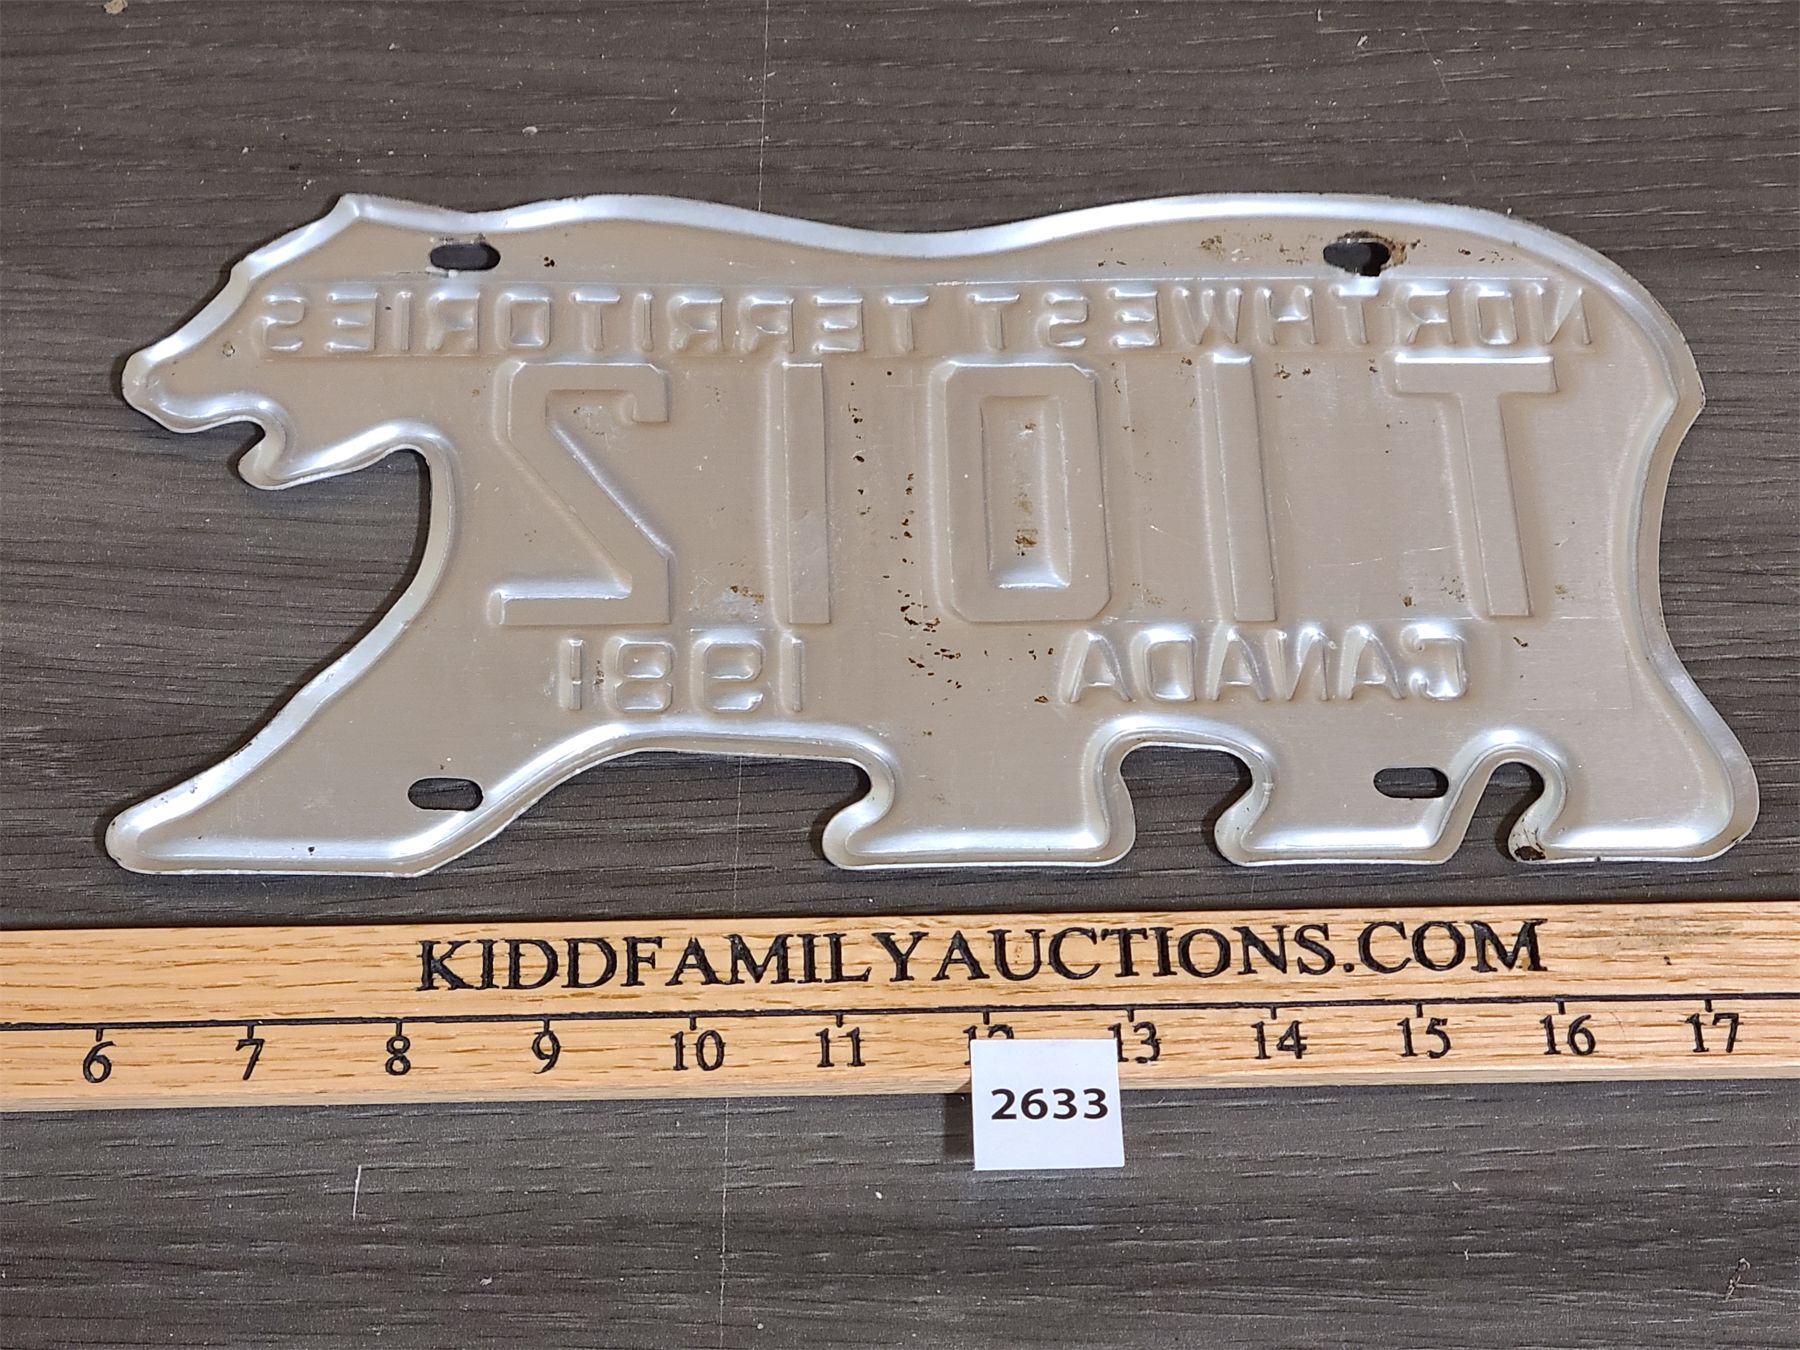 NORTHWEST TERRITORIES
T1012
CANADA 1981
KIDDFAMILYAUCTIONS.COM
6 7 8 9 10 11 12 13 14 15 16 17
2633